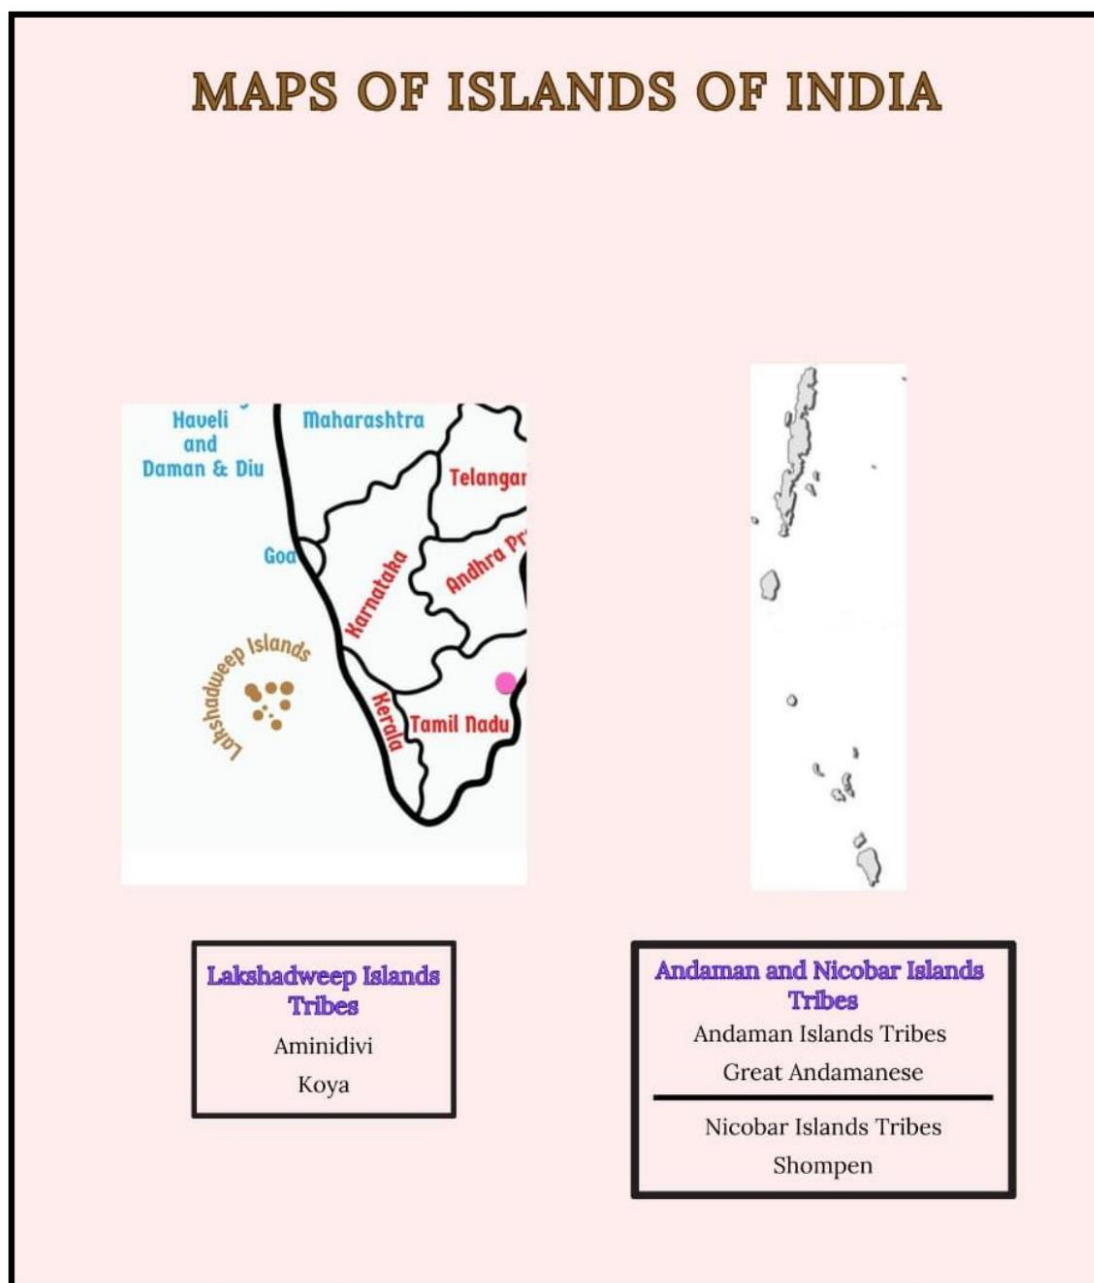 MAPS OF ISLANDS OF INDIA
Haveli
and
Daman & Diu
Maharashtra
Telangan
Goa
Karnataka
Andhra Pr
Lakshadweep Islands
Kerala
Tamil Nadu
Lakshadweep Islands
Tribes
Aminidivi
Koya
Andaman and Nicobar Islands
Tribes
Andaman Islands Tribes
Great Andamanese
Nicobar Islands Tribes
Shompen